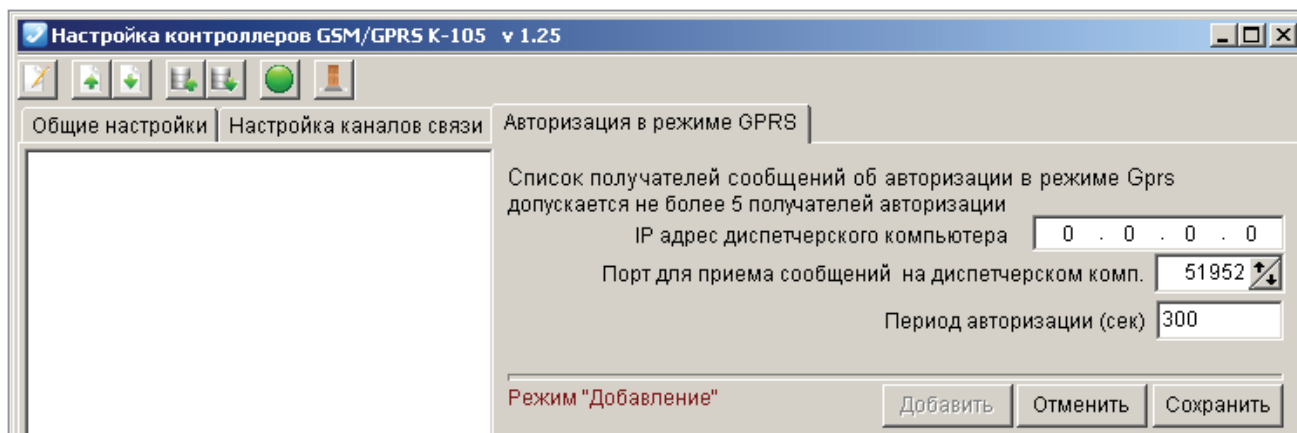 Настройка контроллеров GSM/GPRS К-105 v 1.25
Общие настройки Настройка каналов связи Авторизация в режиме GPRS
Список получателей сообщений об авторизации в режиме Gprs
допускается не более 5 получателей авторизации
IP адрес диспетчерского компьютера 0 . 0 . 0 . 0
Порт для приема сообщений на диспетчерском комп. 51952
Период авторизации (сек) 300
Режим "Добавление" Добавить Отменить Сохранить